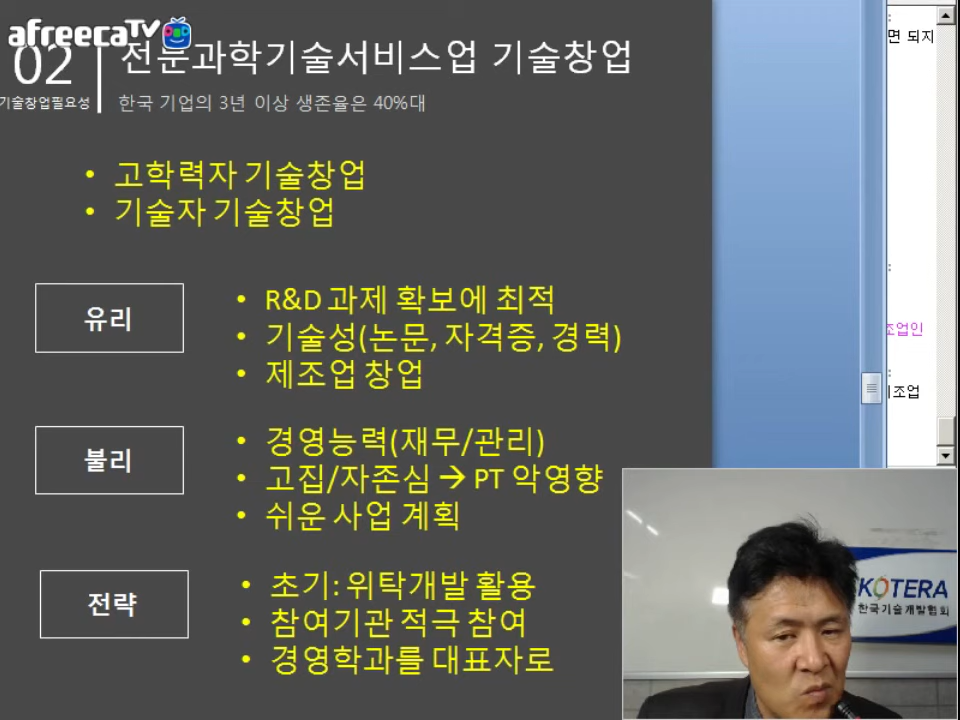 afreecaTV
02
전문과학기술서비스업 기술창업
기술창업필요성
한국 기업의 3년 이상 생존율은 40%대
• 고학력자 기술창업
• 기술자 기술창업
유리
• R&D 과제 확보에 최적
• 기술성(논문, 자격증, 경력)
• 제조업 창업
불리
• 경영능력(재무/관리)
• 고집/자존심 → PT 악영향
• 쉬운 사업 계획
전략
• 초기: 위탁개발 활용
• 참여기관 적극 참여
• 경영학과를 대표자로
:
면 되지
:
조업인
:
조업
KOTERA
한국기술개발협회